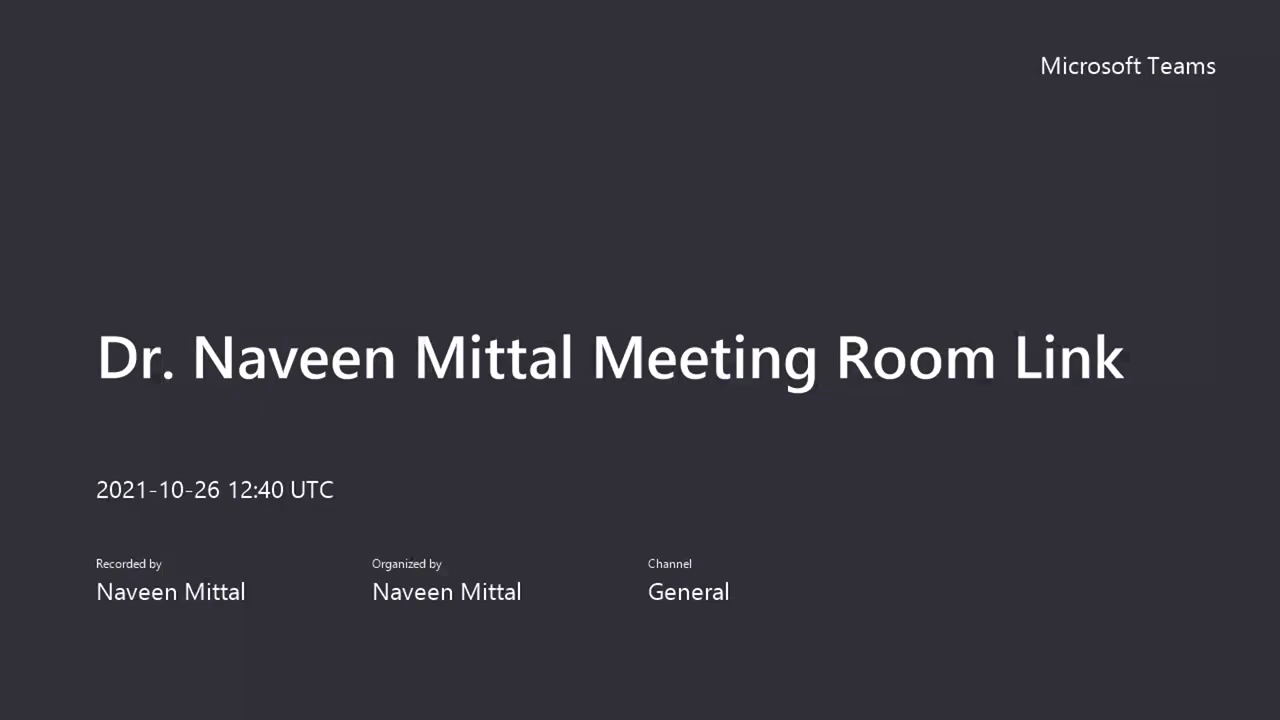 Microsoft Teams
Dr. Naveen Mittal Meeting Room Link
2021-10-26 12:40 UTC
Recorded by
Naveen Mittal
Organized by
Naveen Mittal
Channel
General